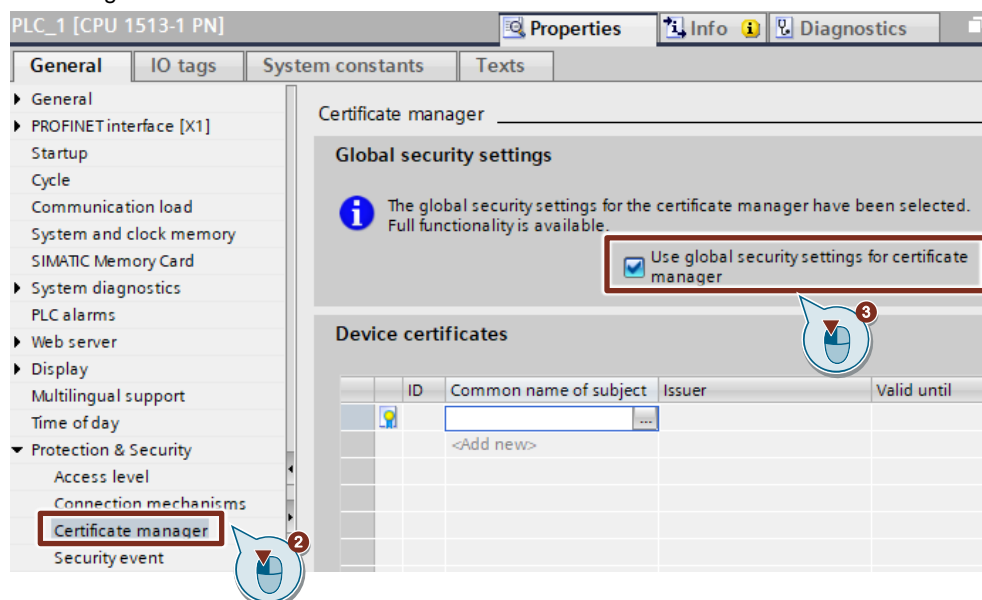 PLC_1 [CPU 1513-1 PN]
Properties
Info
Diagnostics
General
IO tags
System constants
Texts
General
PROFINET interface [X1]
Startup
Cycle
Communication load
System and clock memory
SIMATIC Memory Card
System diagnostics
PLC alarms
Web server
Display
Multilingual support
Time of day
Protection & Security
Access level
Connection mechanisms
Certificate manager
Security event
2
Certificate manager
Global security settings
The global security settings for the certificate manager have been selected.
Full functionality is available.
Use global security settings for certificate
manager
3
Device certificates
ID Common name of subject Issuer Valid until
...
<Add new>